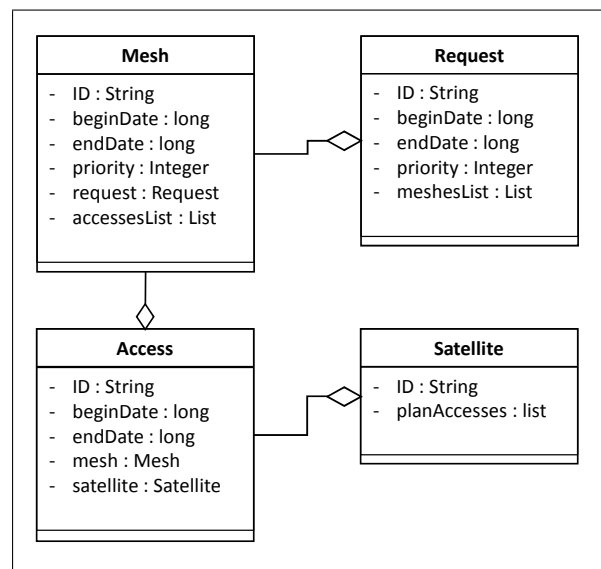 Mesh
- ID : String
- beginDate : long
- endDate : long
- priority : Integer
- request : Request
- accessesList : List
Request
- ID : String
- beginDate : long
- endDate : long
- priority : Integer
- meshesList : List
Access
- ID : String
- beginDate : long
- endDate : long
- mesh : Mesh
- satellite : Satellite
Satellite
- ID : String
- planAccesses : list